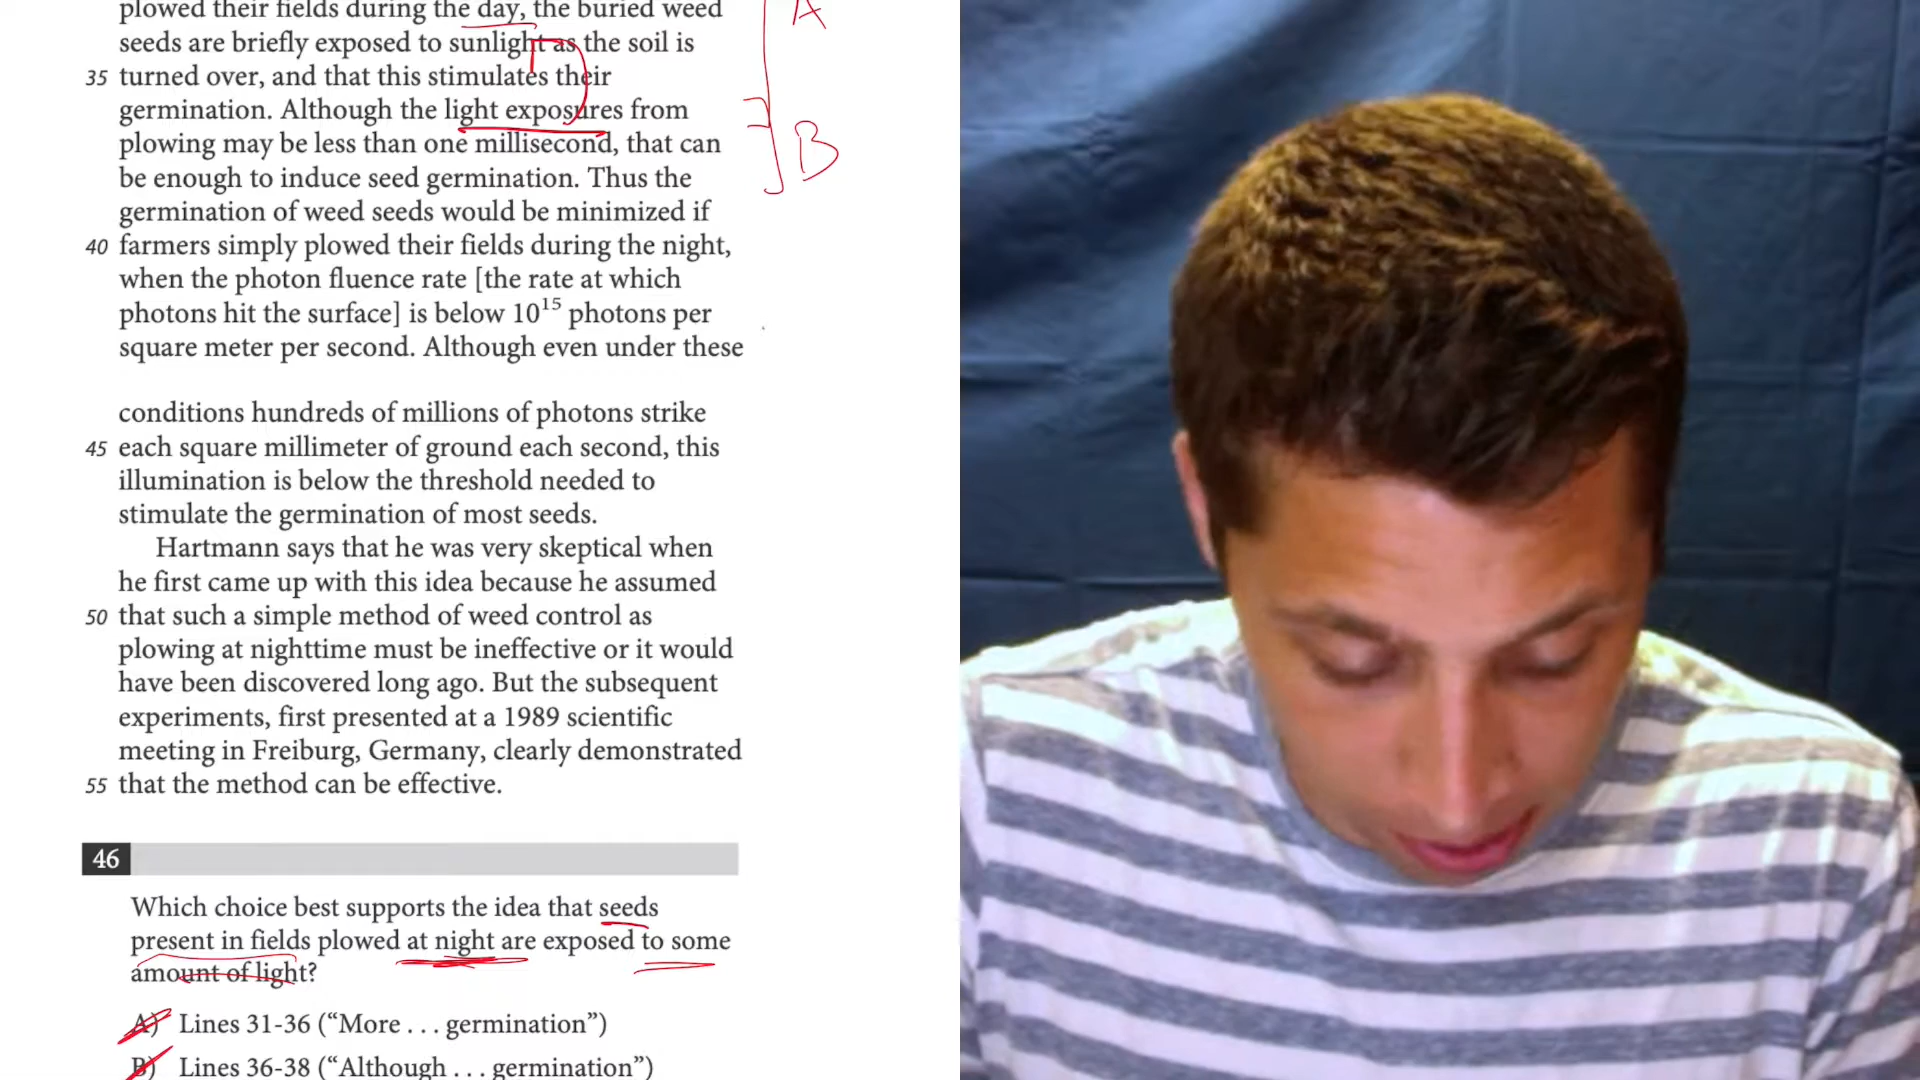 plowed their fields during the day, the buried weed
seeds are briefly exposed to sunlight as the soil is
35 turned over, and that this stimulates their
germination. Although the light exposures from
plowing may be less than one millisecond, that can
be enough to induce seed germination. Thus the
germination of weed seeds would be minimized if
40 farmers simply plowed their fields during the night,
when the photon fluence rate [the rate at which
photons hit the surface] is below 10¹⁵ photons per
square meter per second. Although even under these
conditions hundreds of millions of photons strike
45 each square millimeter of ground each second, this
illumination is below the threshold needed to
stimulate the germination of most seeds.
Hartmann says that he was very skeptical when
he first came up with this idea because he assumed
50 that such a simple method of weed control as
plowing at nighttime must be ineffective or it would
have been discovered long ago. But the subsequent
experiments, first presented at a 1989 scientific
meeting in Freiburg, Germany, clearly demonstrated
55 that the method can be effective.
A
B
46
Which choice best supports the idea that seeds
present in fields plowed at night are exposed to some
amount of light?
A) Lines 31-36 (“More . . . germination”)
B) Lines 36-38 (“Although . . . germination”)